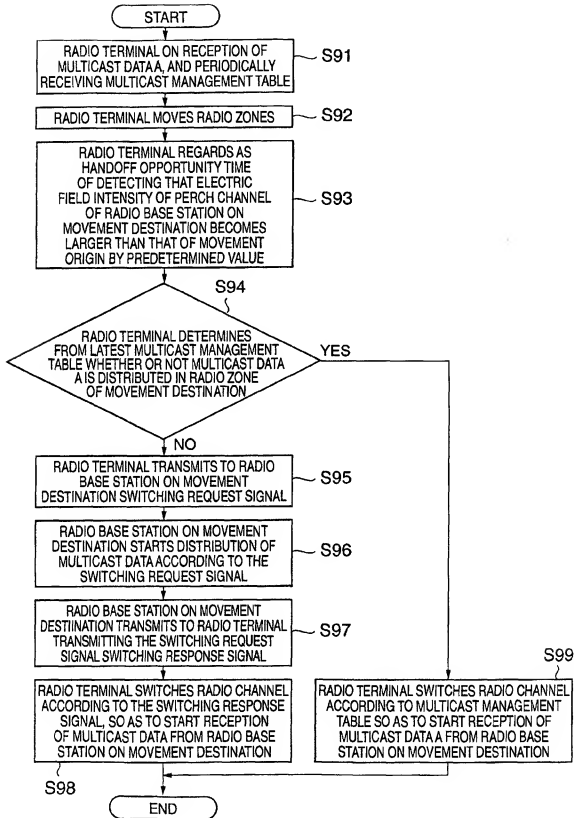 START
RADIO TERMINAL ON RECEPTION OF
MULTICAST DATA A, AND PERIODICALLY
RECEIVING MULTICAST MANAGEMENT TABLE
S91
RADIO TERMINAL MOVES RADIO ZONES
S92
RADIO TERMINAL REGARDS AS
HANDOFF OPPORTUNITY TIME
OF DETECTING THAT ELECTRIC
FIELD INTENSITY OF PERCH CHANNEL
OF RADIO BASE STATION ON
MOVEMENT DESTINATION BECOMES
LARGER THAN THAT OF MOVEMENT
ORIGIN BY PREDETERMINED VALUE
S93
S94
RADIO TERMINAL DETERMINES
FROM LATEST MULTICAST MANAGEMENT
TABLE WHETHER OR NOT MULTICAST DATA
A IS DISTRIBUTED IN RADIO ZONE
OF MOVEMENT DESTINATION
YES
NO
RADIO TERMINAL TRANSMITS TO RADIO
BASE STATION ON MOVEMENT
DESTINATION SWITCHING REQUEST SIGNAL
S95
RADIO BASE STATION ON MOVEMENT
DESTINATION STARTS DISTRIBUTION OF
MULTICAST DATA ACCORDING TO THE
SWITCHING REQUEST SIGNAL
S96
RADIO BASE STATION ON MOVEMENT
DESTIINATION TRANSMITS TO RADIO TERMINAL
TRANSMITTING THE SWITCHING REQUEST
SIGNAL SWITCHING RESPONSE SIGNAL
S97
RADIO TERMINAL SWITCHES RADIO CHANNEL
ACCORDING TO THE SWITCHING RESPONSE
SIGNAL, SO AS TO START RECEPTION
OF MULTICAST DATA FROM RADIO BASE
STATION ON MOVEMENT DESTINATION
S98
S99
RADIO TERMINAL SWITCHES RADIO CHANNEL
ACCORDING TO MULTICAST MANAGEMENT
TABLE SO AS TO START RECEPTION OF
MULTICAST DATA A FROM RADIO BASE
STATION ON MOVEMENT DESTINATION
END